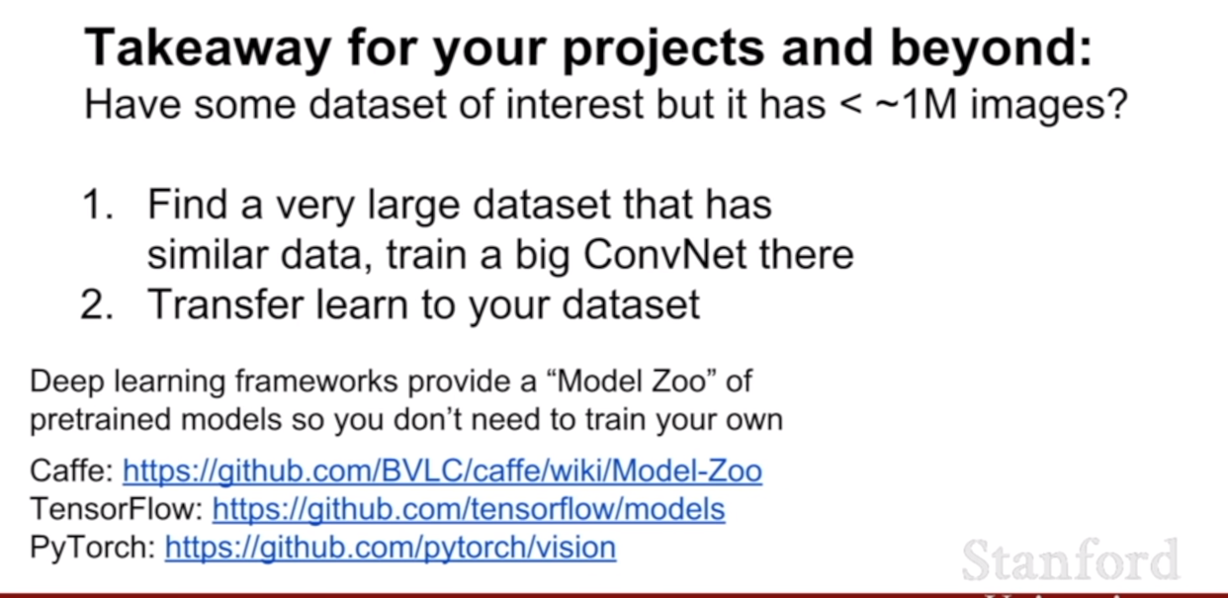 Takeaway for your projects and beyond:
Have some dataset of interest but it has < ~1M images?
1. Find a very large dataset that has
similar data, train a big ConvNet there
2. Transfer learn to your dataset
Deep learning frameworks provide a “Model Zoo” of
pretrained models so you don’t need to train your own
Caffe: https://github.com/BVLC/caffe/wiki/Model-Zoo
TensorFlow: https://github.com/tensorflow/models
PyTorch: https://github.com/pytorch/vision
Stanford